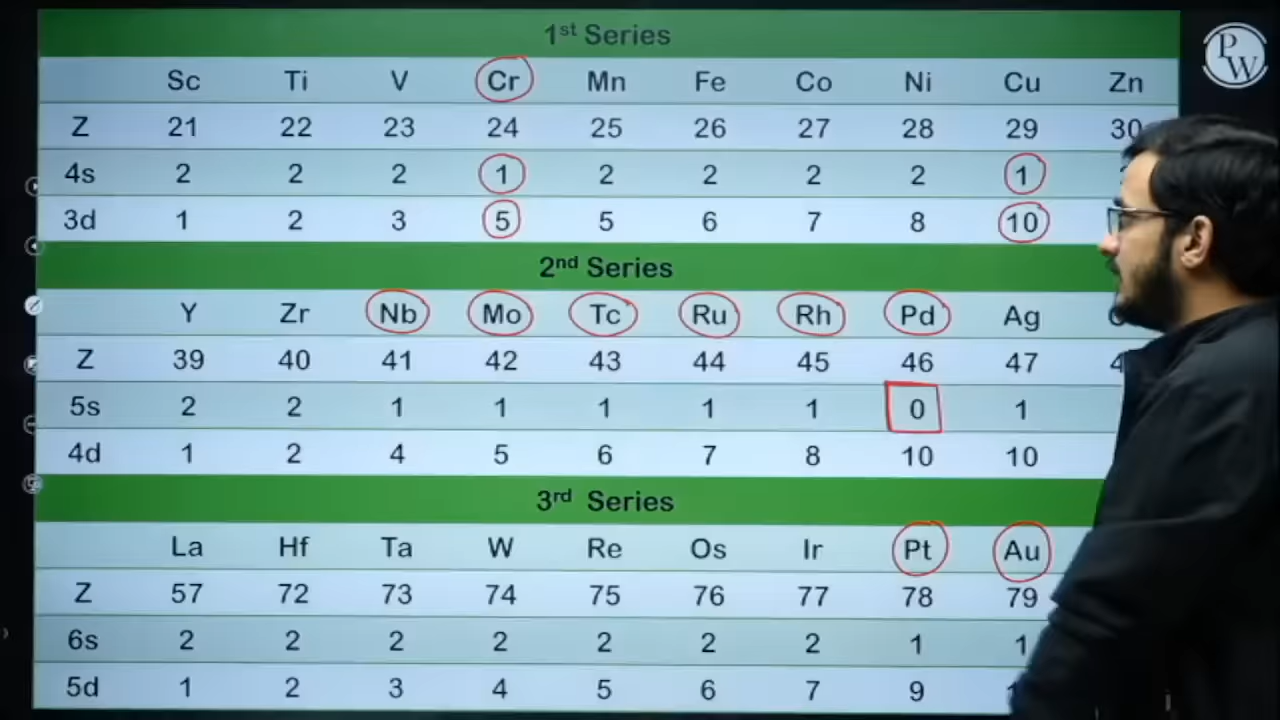 1st Series
P W
Sc Ti V Cr Mn Fe Co Ni Cu Zn
Z 21 22 23 24 25 26 27 28 29 30
4s 2 2 2 1 2 2 2 2 1
3d 1 2 3 5 5 6 7 8 10
2nd Series
Y Zr Nb Mo Tc Ru Rh Pd Ag
Z 39 40 41 42 43 44 45 46 47
5s 2 2 1 1 1 1 1 0 1
4d 1 2 4 5 6 7 8 10 10
3rd Series
La Hf Ta W Re Os Ir Pt Au
Z 57 72 73 74 75 76 77 78 79
6s 2 2 2 2 2 2 2 1 1
5d 1 2 3 4 5 6 7 9